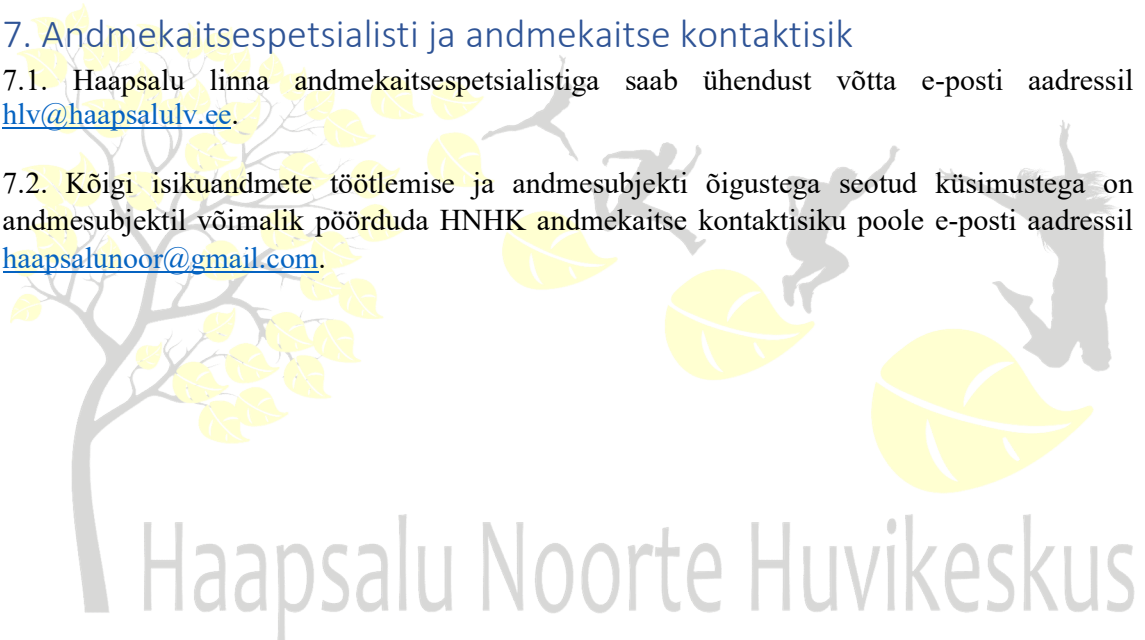 7. Andmekaitsespetsialisti ja andmekaitse kontaktisik
7.1. Haapsalu linna andmekaitsespetsialistiga saab ühendust võtta e-posti aadressil
hlv@haapsalulv.ee.
7.2. Kõigi isikuandmete töötlemise ja andmesubjekti õigustega seotud küsimustega on
andmesubjektil võimalik pöörduda HNHK andmekaitse kontaktisiku poole e-posti aadressil
haapsalunoor@gmail.com.
Haapsalu Noorte Huvikeskus